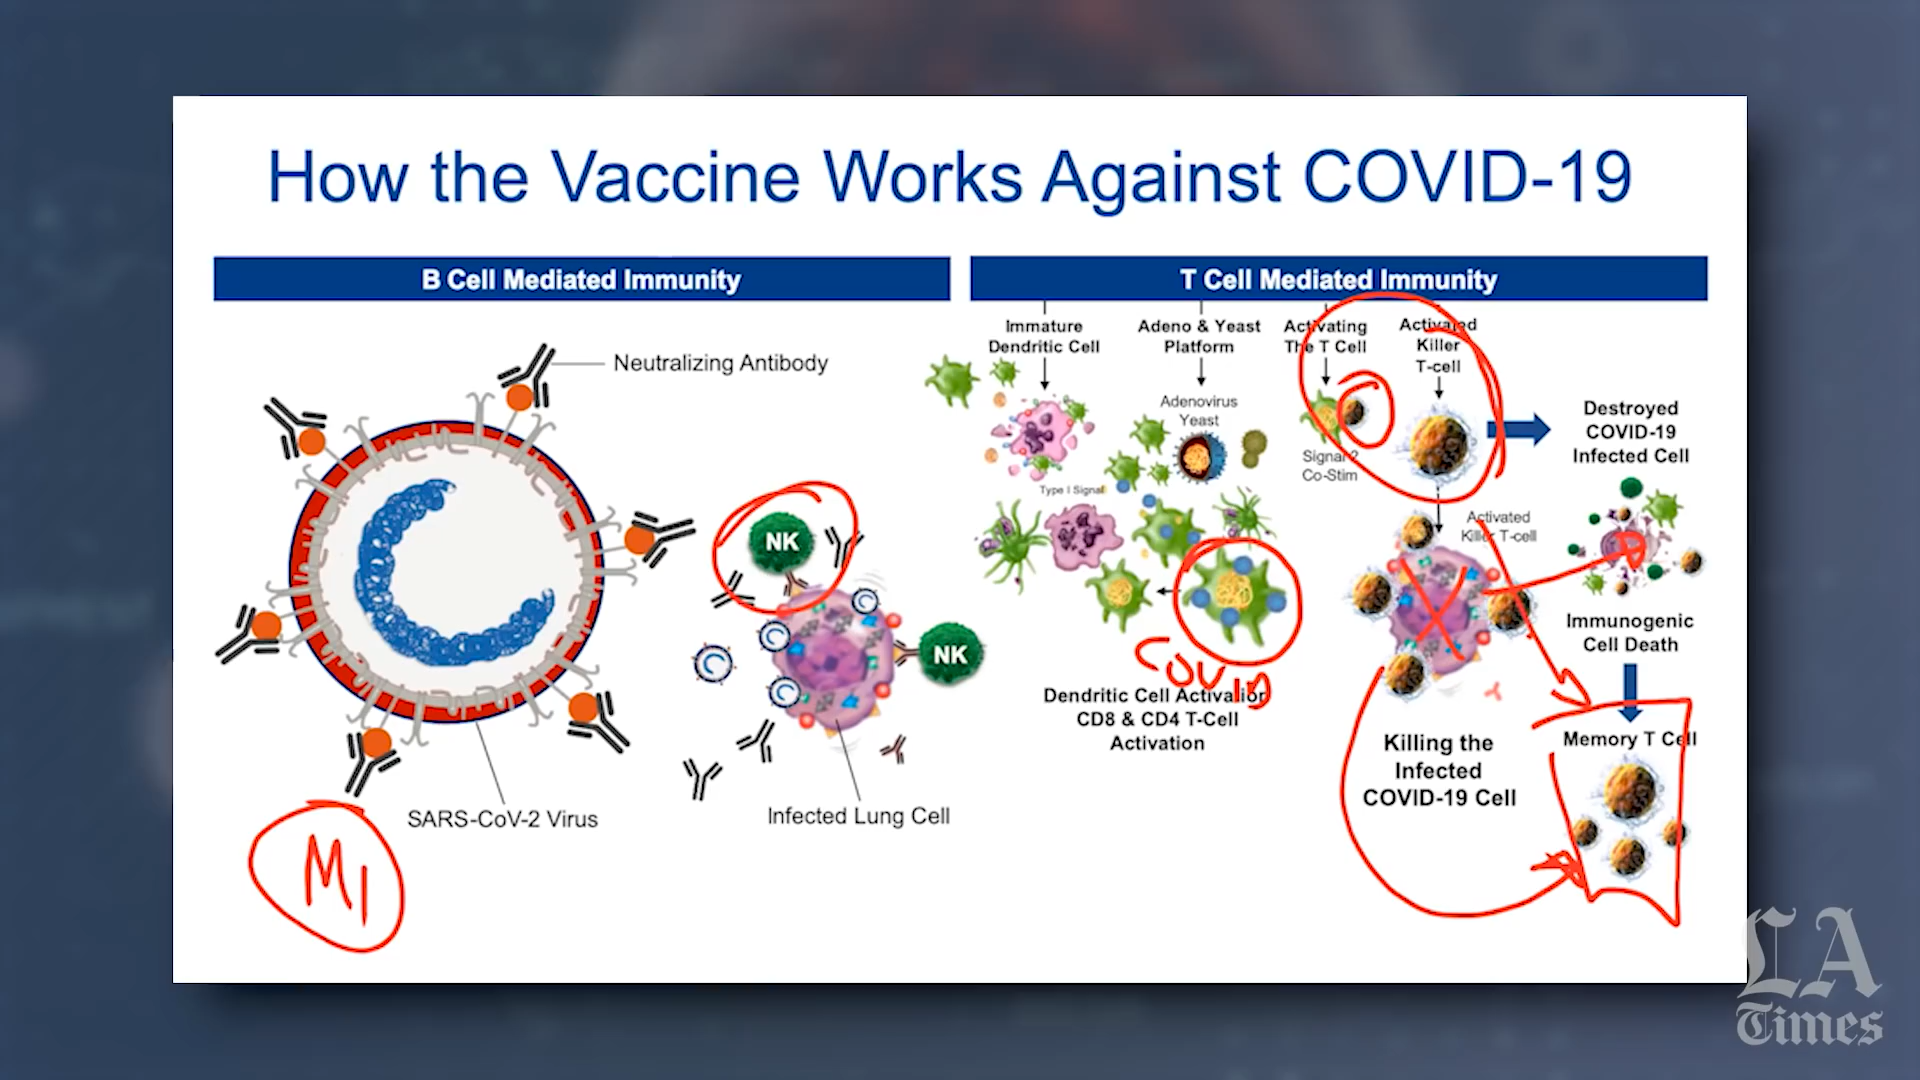 How the Vaccine Works Against COVID-19
B Cell Mediated Immunity
Neutralizing Antibody
NK
NK
SARS-CoV-2 Virus
Infected Lung Cell
M1
T Cell Mediated Immunity
Immature
Dendritic Cell
Adeno & Yeast
Platform
Activating
The T Cell
Activated
Killer
T-cell
Adenovirus
Yeast
Signal 2
Co-Stim
Type I Signal
Activated
Killer T-cell
Destroyed
COVID-19
Infected Cell
Immunogenic
Cell Death
COVID
Dendritic Cell Activation
CD8 & CD4 T-Cell
Activation
Killing the
Infected
COVID-19 Cell
Memory T Cell
LA
Times